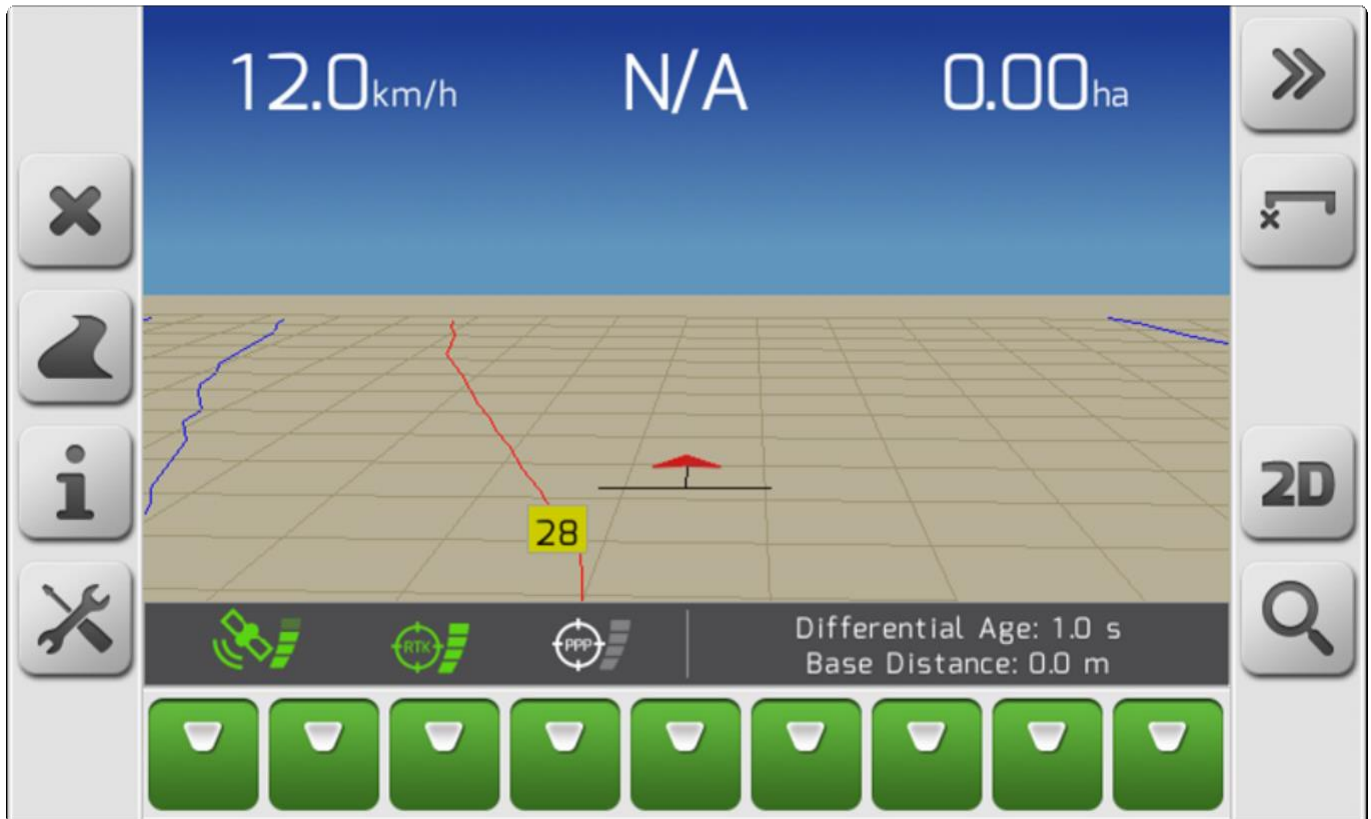 12.0km/h N/A 0.00ha
28
2D
RTK PPP
Differential Age: 1.0 s
Base Distance: 0.0 m